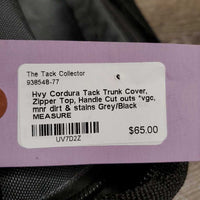 The Tack Collector
938548-77
Hvy Cordura Tack Trunk Cover,
Zipper Top, Handle Cut outs *vgc,
mnr dirt & stains Grey/Black
MEASURE
$65.00
UV7D2Z